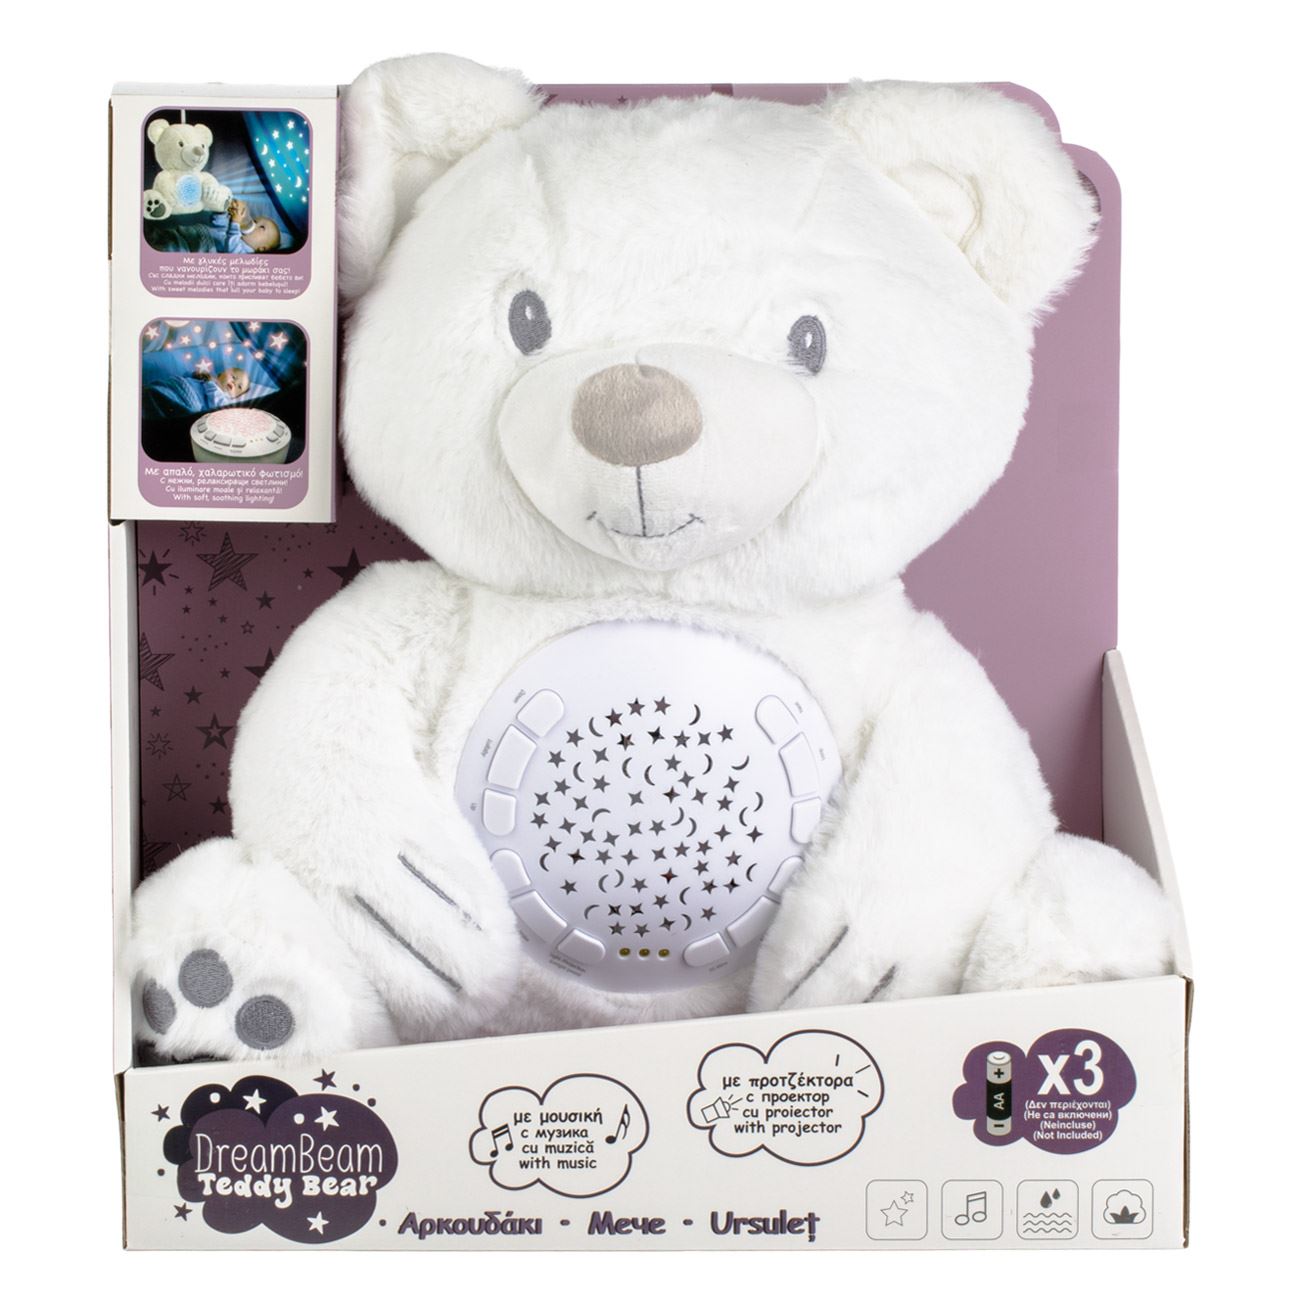 Με γλυκές μελωδίες
που νανουρίζουν το μωράκι σας!
Със сладки мелодии, които приспиват бебето ви!
Cu melodii dulci care îți adorm bebelușul!
With sweet melodies that lull your baby to sleep!
Με απαλό, χαλαρωτικό φωτισμό!
С нежни, релаксиращи светлини!
Cu iluminare moale și relaxantă!
With soft, soothing lighting!
DreamBeam
Teddy Bear
με μουσική
с музика
cu muzică
with music
με προτζέκτορα
с проектор
cu proiector
with projector
AA
x3
(Δεν περιέχονται)
(Не са включени)
(Neincluse)
(Not Included)
· Αρκουδάκι · Мече · Ursuleț